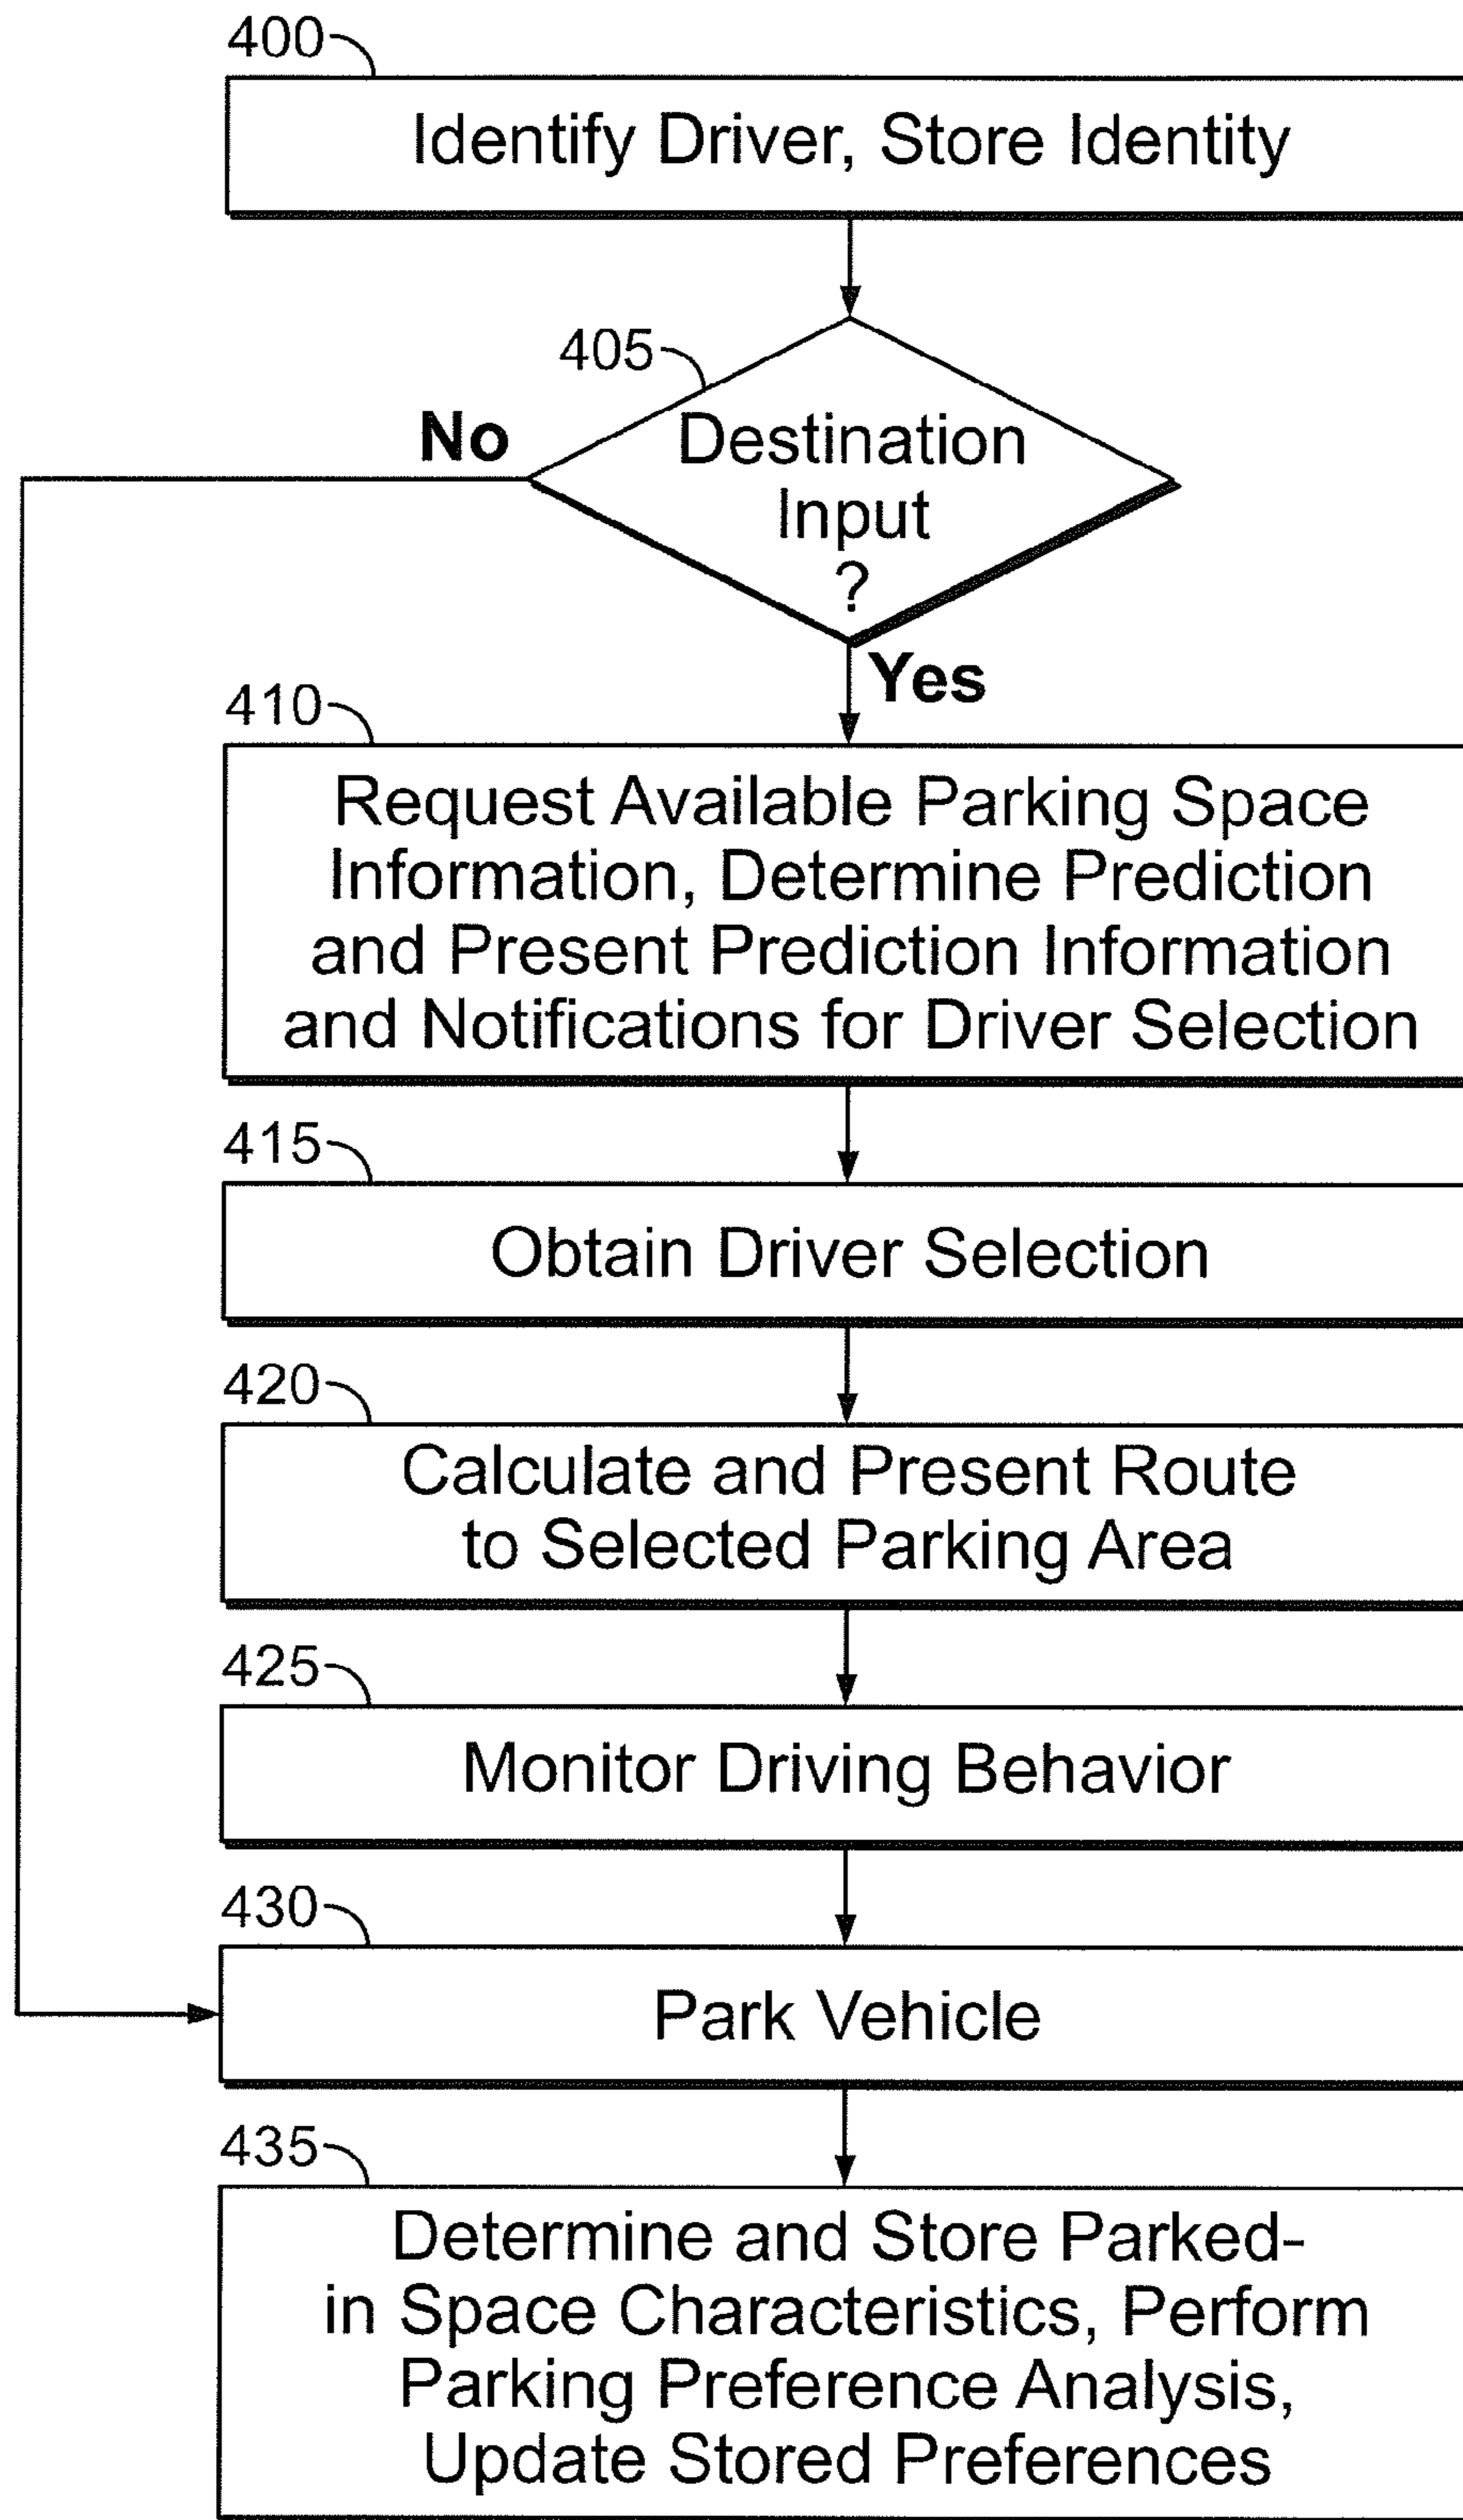 400
Identify Driver, Store Identity
405
No
Destination
Input
?
Yes
410
Request Available Parking Space
Information, Determine Prediction
and Present Prediction Information
and Notifications for Driver Selection
415
Obtain Driver Selection
420
Calculate and Present Route
to Selected Parking Area
425
Monitor Driving Behavior
430
Park Vehicle
435
Determine and Store Parked-
in Space Characteristics, Perform
Parking Preference Analysis,
Update Stored Preferences